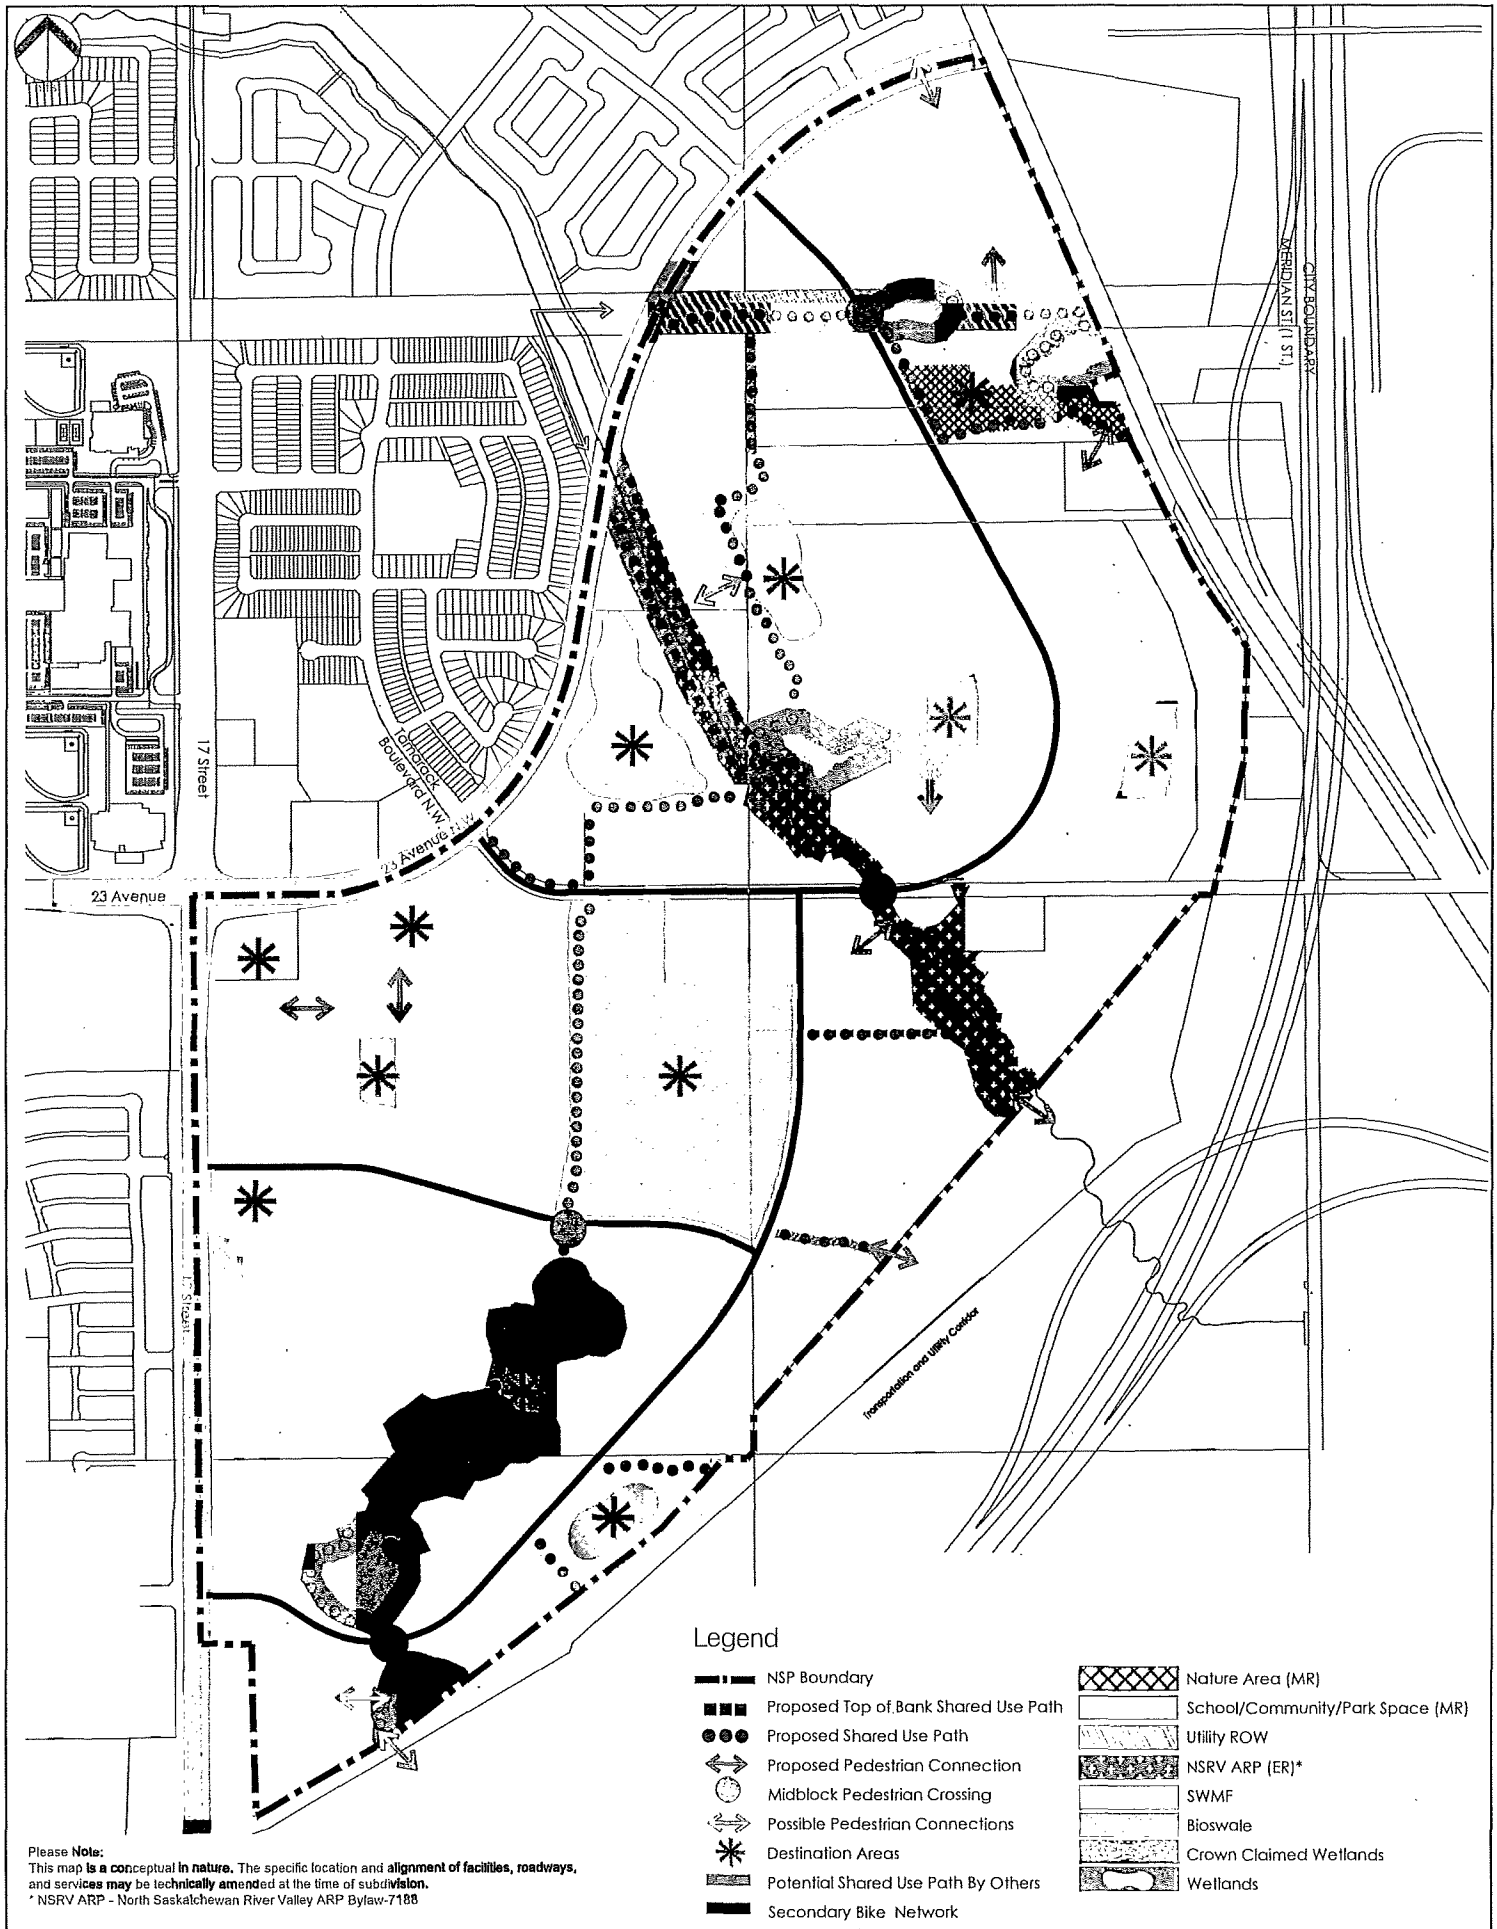 MERIDIAN ST (1 ST.)
CITY BOUNDARY
17 Street
Tamarack
Boulevard N.W.
23 Avenue N.W.
23 Avenue
17 Street
Transportation and Utility Corridor
Legend
NSP Boundary
Proposed Top of Bank Shared Use Path
Proposed Shared Use Path
Proposed Pedestrian Connection
Midblock Pedestrian Crossing
Possible Pedestrian Connections
Destination Areas
Potential Shared Use Path By Others
Secondary Bike Network
Nature Area (MR)
School/Community/Park Space (MR)
Utility ROW
NSRV ARP (ER)*
SWMF
Bioswale
Crown Claimed Wetlands
Wetlands
Please Note:
This map is a conceptual in nature. The specific location and alignment of facilities, roadways,
and services may be technically amended at the time of subdivision.
* NSRV ARP - North Saskatchewan River Valley ARP Bylaw-7188